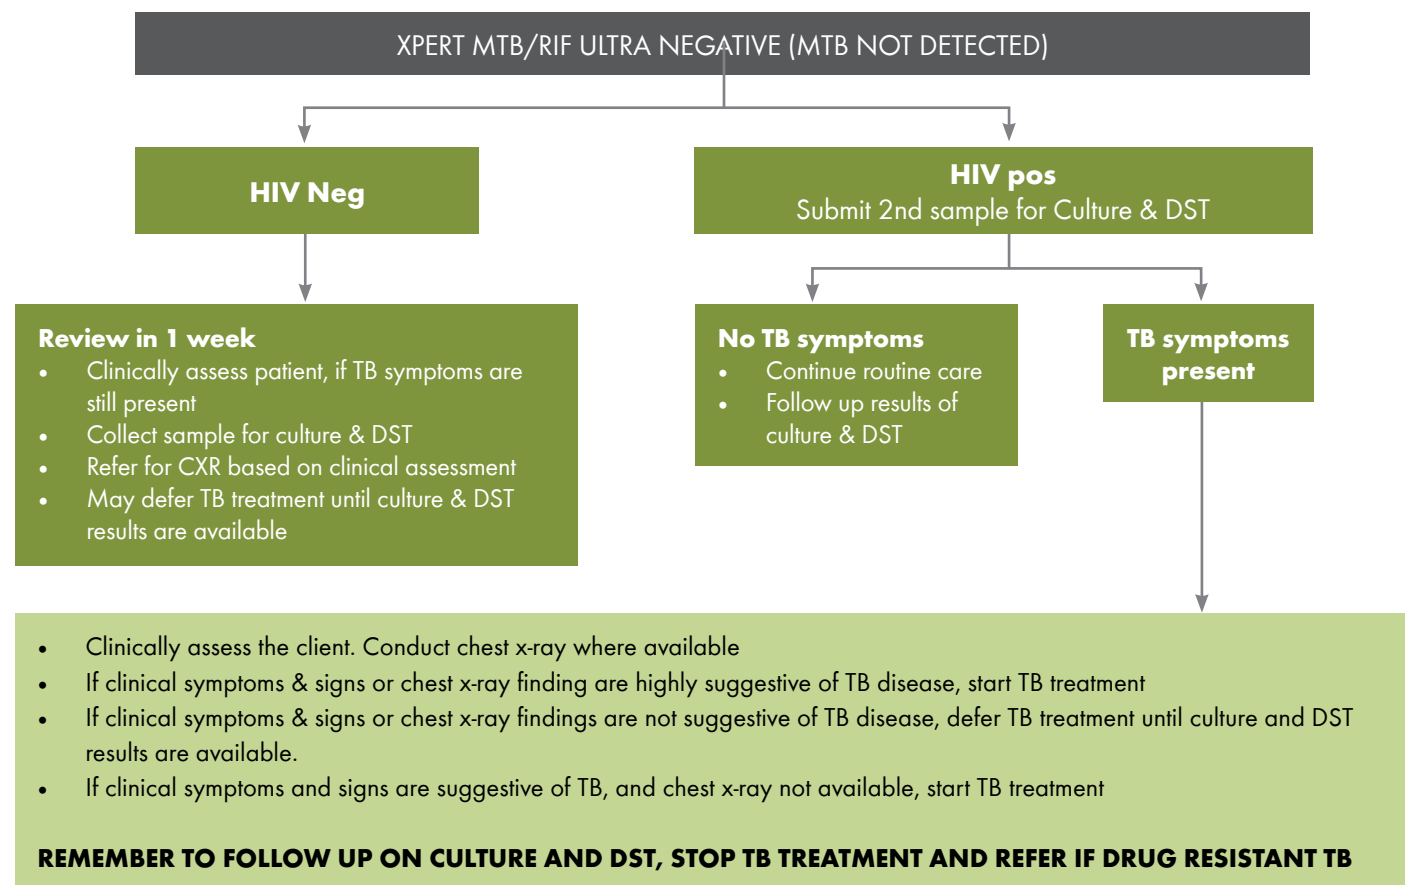 XPERT MTB/RIF ULTRA NEGATIVE (MTB NOT DETECTED)
HIV Neg
HIV pos
Submit 2nd sample for Culture & DST
Review in 1 week
• Clinically assess patient, if TB symptoms are
still present
• Collect sample for culture & DST
• Refer for CXR based on clinical assessment
• May defer TB treatment until culture & DST
results are available
No TB symptoms
• Continue routine care
• Follow up results of
culture & DST
TB symptoms
present
• Clinically assess the client. Conduct chest x-ray where available
• If clinical symptoms & signs or chest x-ray finding are highly suggestive of TB disease, start TB treatment
• If clinical symptoms & signs or chest x-ray findings are not suggestive of TB disease, defer TB treatment until culture and DST
results are available.
• If clinical symptoms and signs are suggestive of TB, and chest x-ray not available, start TB treatment
REMEMBER TO FOLLOW UP ON CULTURE AND DST, STOP TB TREATMENT AND REFER IF DRUG RESISTANT TB